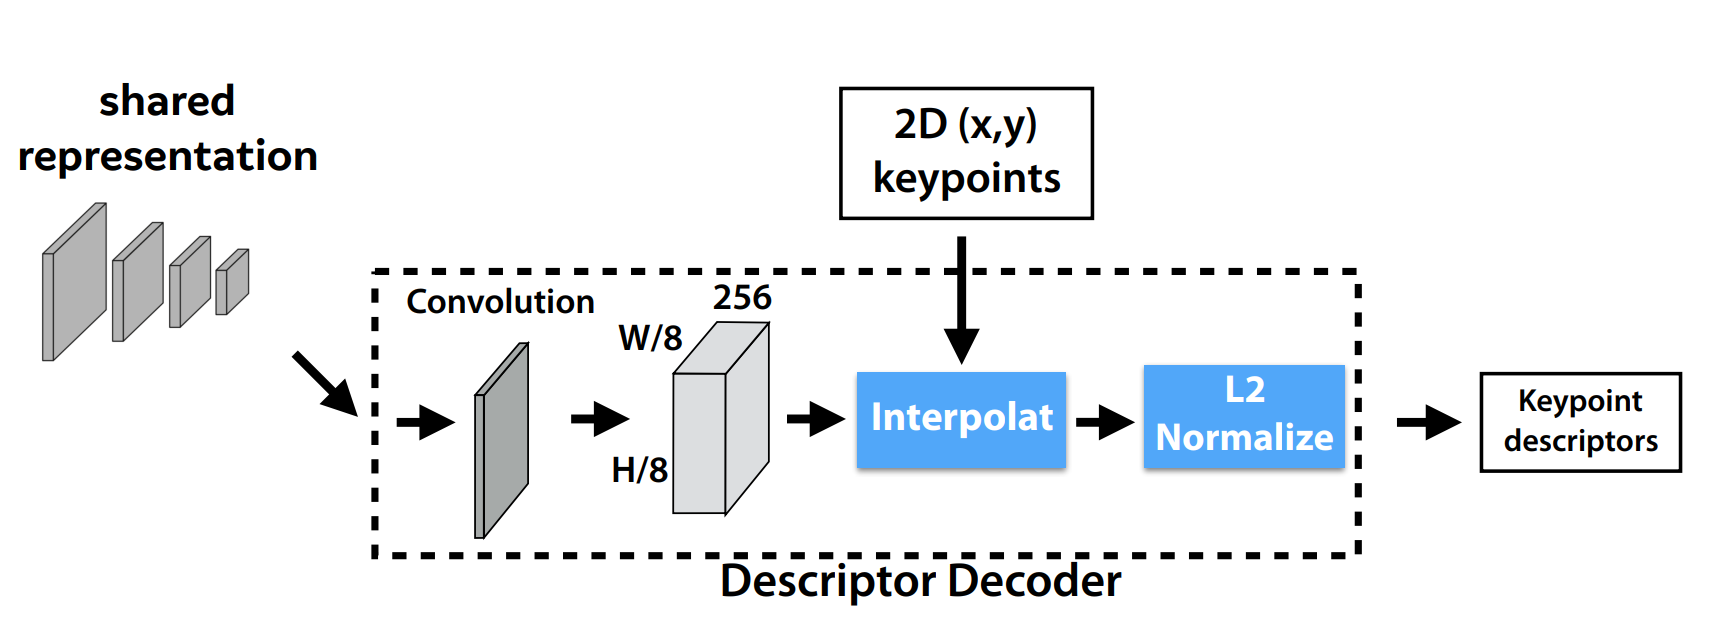 shared
representation
2D (x,y)
keypoints
Convolution
256
W/8
H/8
Interpolat
L2
Normalize
Keypoint
descriptors
Descriptor Decoder